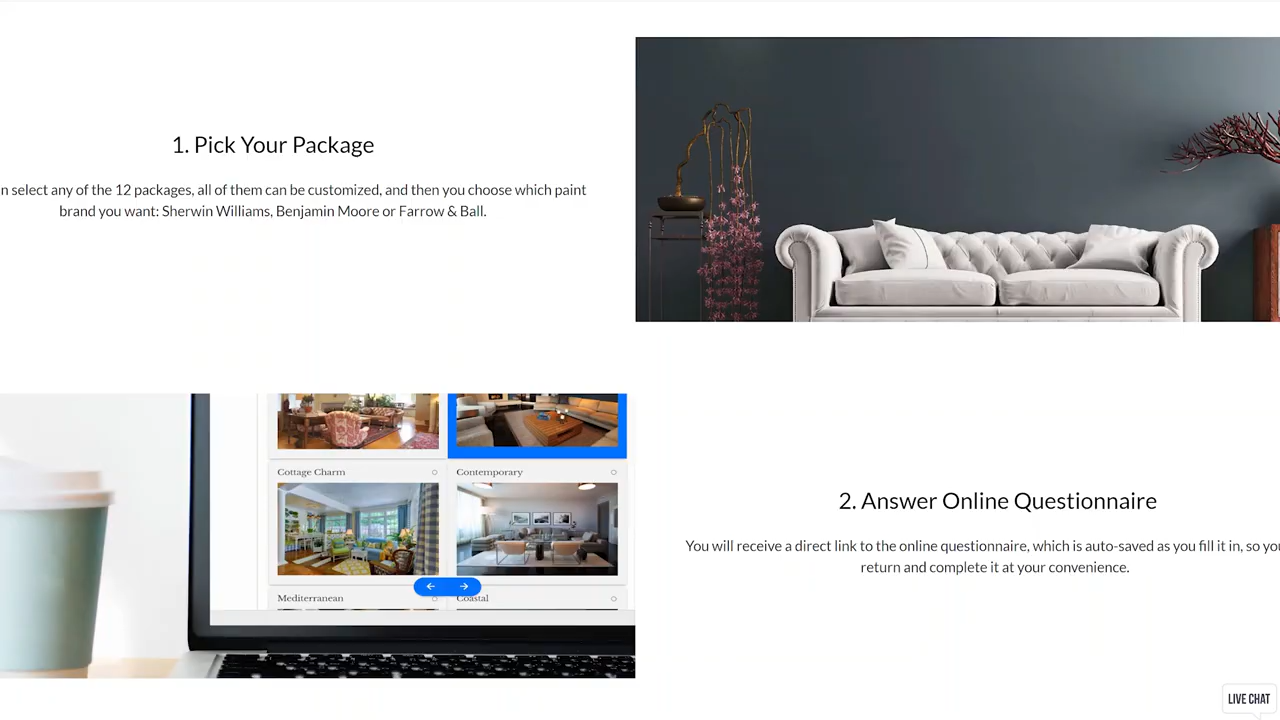 1. Pick Your Package
n select any of the 12 packages, all of them can be customized, and then you choose which paint
brand you want: Sherwin Williams, Benjamin Moore or Farrow & Ball.
Cottage Charm
Contemporary
Mediterranean
Coastal
2. Answer Online Questionnaire
You will receive a direct link to the online questionnaire, which is auto-saved as you fill it in, so you
return and complete it at your convenience.
LIVE CHAT